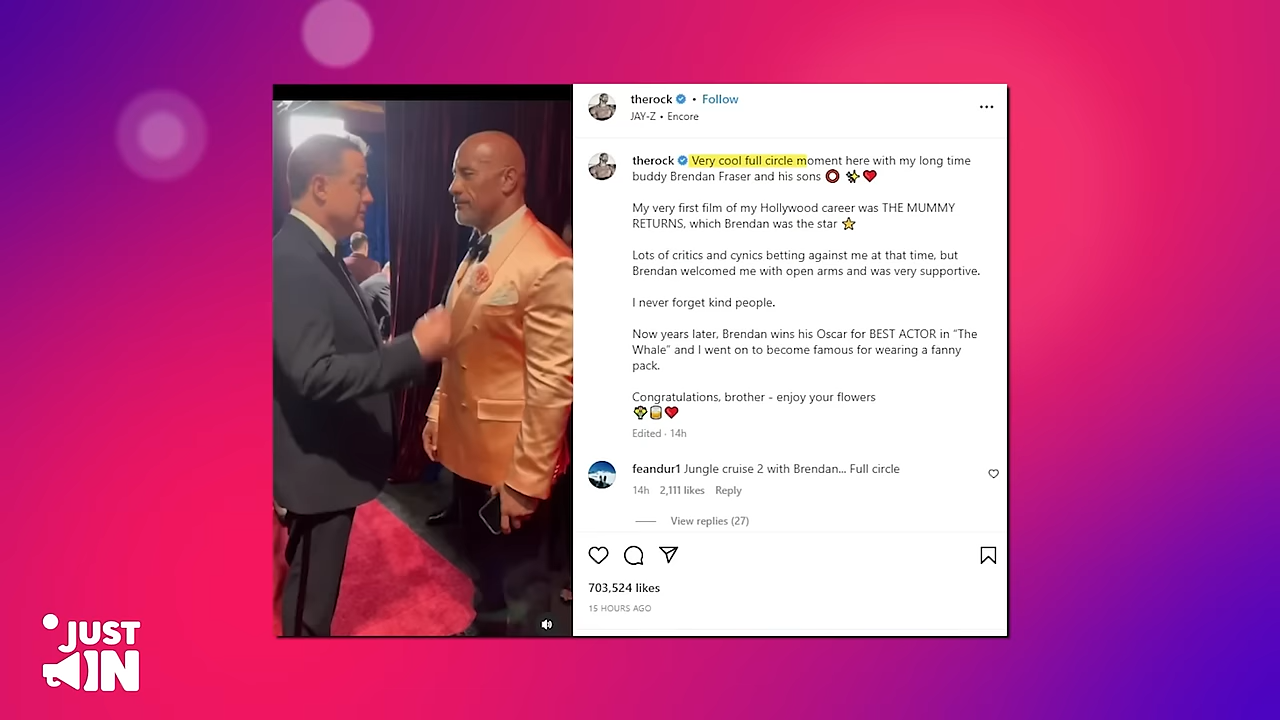 therock • Follow
JAY-Z • Encore
therock Very cool full circle moment here with my long time
buddy Brendan Fraser and his sons ⭕ ✨ ❤️
My very first film of my Hollywood career was THE MUMMY
RETURNS, which Brendan was the star ⭐
Lots of critics and cynics betting against me at that time, but
Brendan welcomed me with open arms and was very supportive.
I never forget kind people.
Now years later, Brendan wins his Oscar for BEST ACTOR in “The
Whale” and I went on to become famous for wearing a fanny
pack.
Congratulations, brother - enjoy your flowers
💐🥃❤️
Edited · 14h
feandur1 Jungle cruise 2 with Brendan... Full circle
14h 2,111 likes Reply
View replies (27)
703,524 likes
15 HOURS AGO
JUST
IN